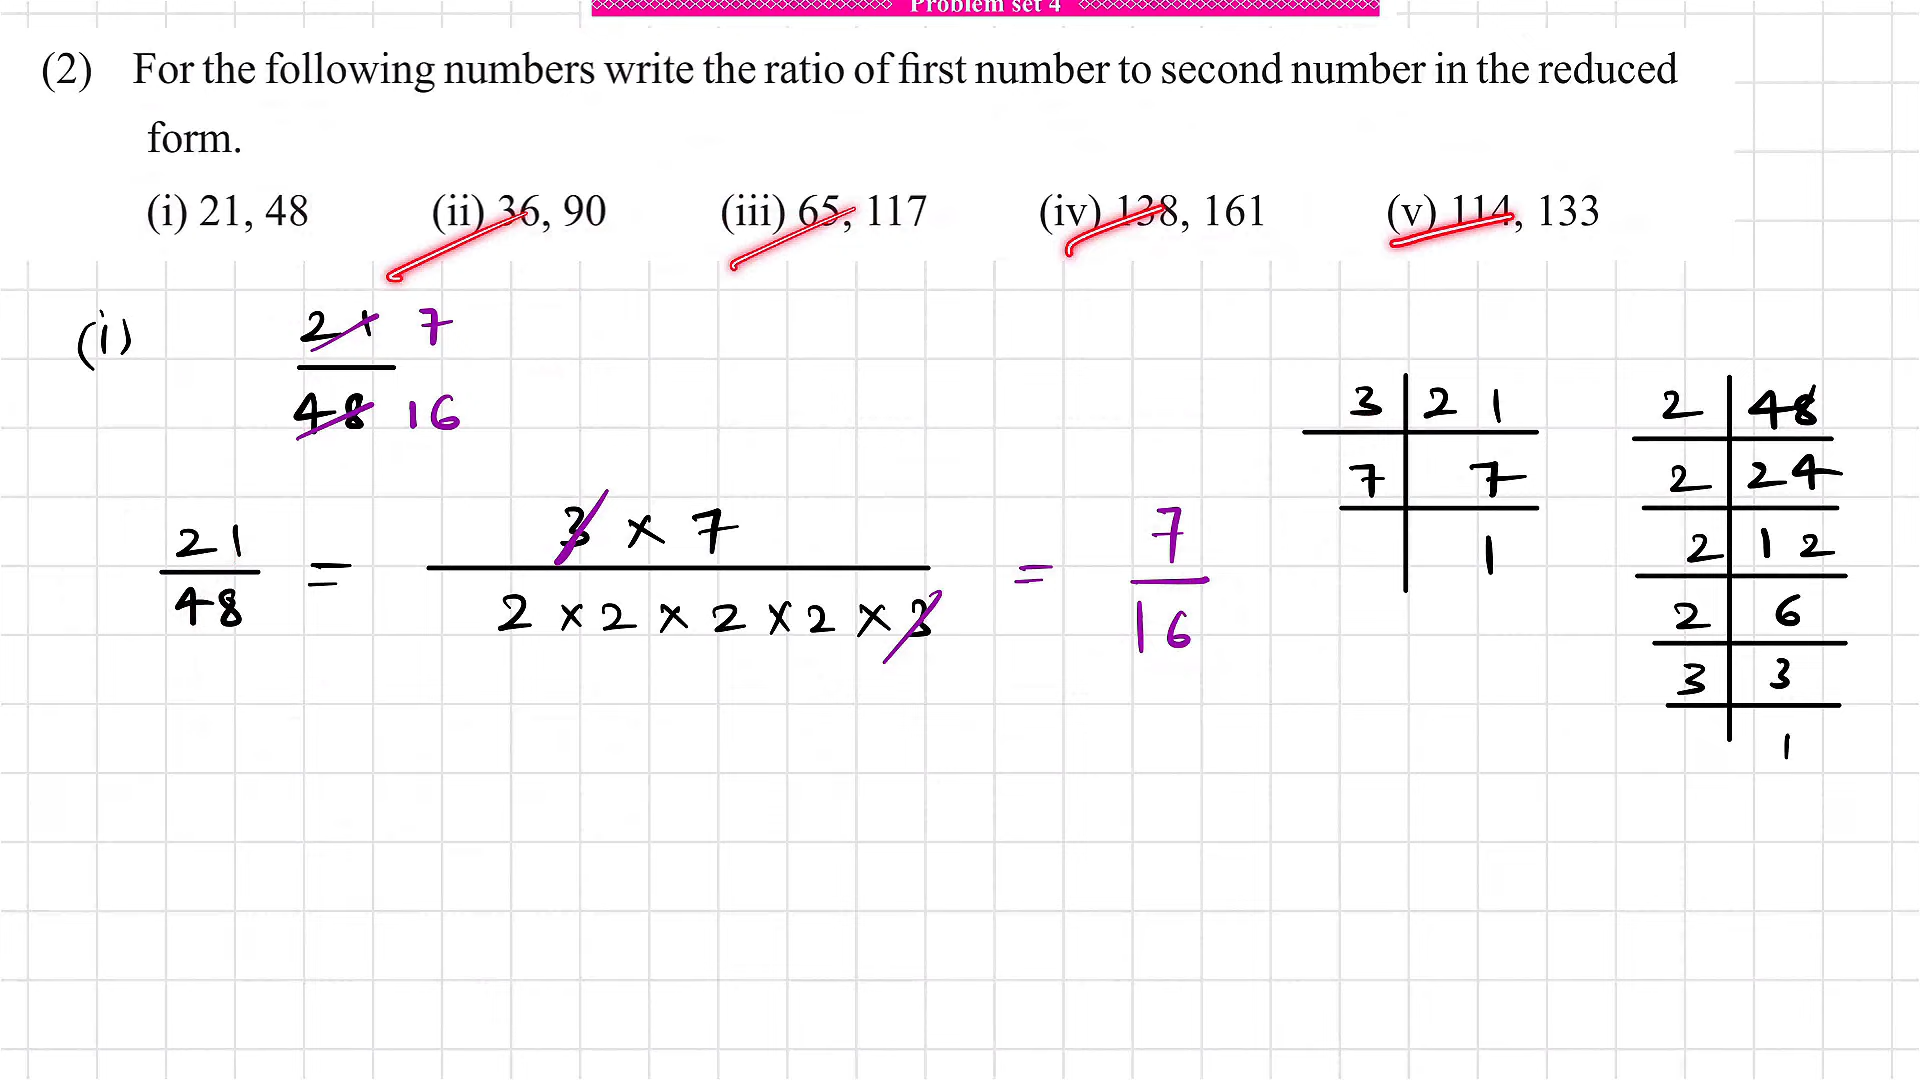 Problem set 4
(2) For the following numbers write the ratio of first number to second number in the reduced
form.
(i) 21, 48 (ii) 36, 90 (iii) 65, 117 (iv) 138, 161 (v) 114, 133
(i) 21 7
48 16
21/48 = 3 × 7 / 2 × 2 × 2 × 2 × 3 = 7/16
3 | 21
7 | 7
1
2 | 48
2 | 24
2 | 12
2 | 6
3 | 3
1